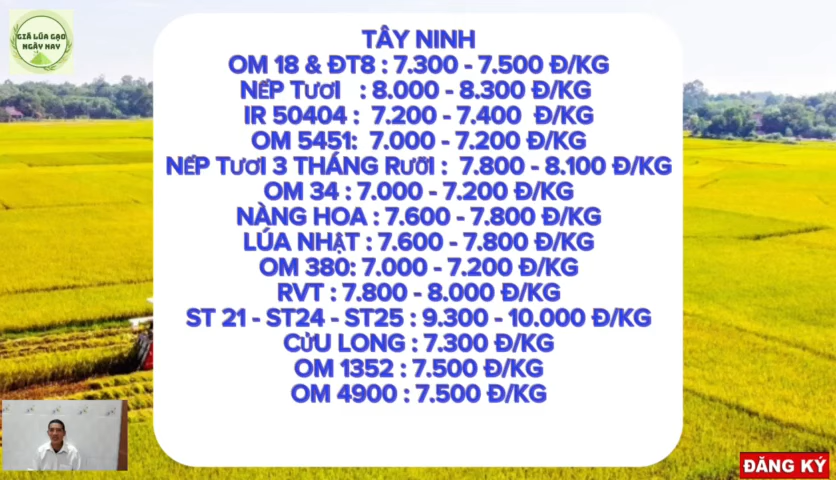 GIÁ LÚA GẠO
NGÀY NAY
TÂY NINH
OM 18 & ĐT8 : 7.300 - 7.500 Đ/KG
NẾP TươI : 8.000 - 8.300 Đ/KG
IR 50404 : 7.200 - 7.400 Đ/KG
OM 5451: 7.000 - 7.200 Đ/KG
NẾP TươI 3 THÁNG RưỡI : 7.800 - 8.100 Đ/KG
OM 34 : 7.000 - 7.200 Đ/KG
NÀNG HOA : 7.600 - 7.800 Đ/KG
LÚA NHẬT : 7.600 - 7.800 Đ/KG
OM 380: 7.000 - 7.200 Đ/KG
RVT : 7.800 - 8.000 Đ/KG
ST 21 - ST24 - ST25 : 9.300 - 10.000 Đ/KG
CửU LONG : 7.300 Đ/KG
OM 1352 : 7.500 Đ/KG
OM 4900 : 7.500 Đ/KG
ĐĂNG KÝ